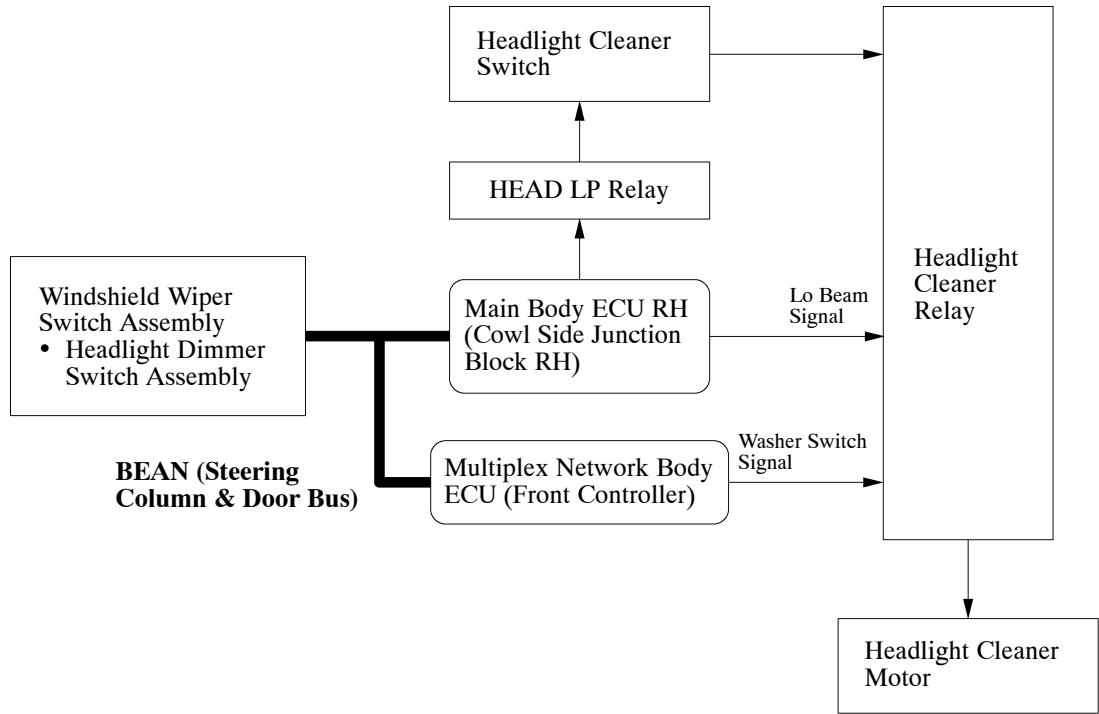 Headlight Cleaner
Switch
HEAD LP Relay
Windshield Wiper
Switch Assembly
• Headlight Dimmer
Switch Assembly
Main Body ECU RH
(Cowl Side Junction
Block RH)
Lo Beam
Signal
Headlight
Cleaner
Relay
BEAN (Steering
Column & Door Bus)
Multiplex Network Body
ECU (Front Controller)
Washer Switch
Signal
Headlight Cleaner
Motor